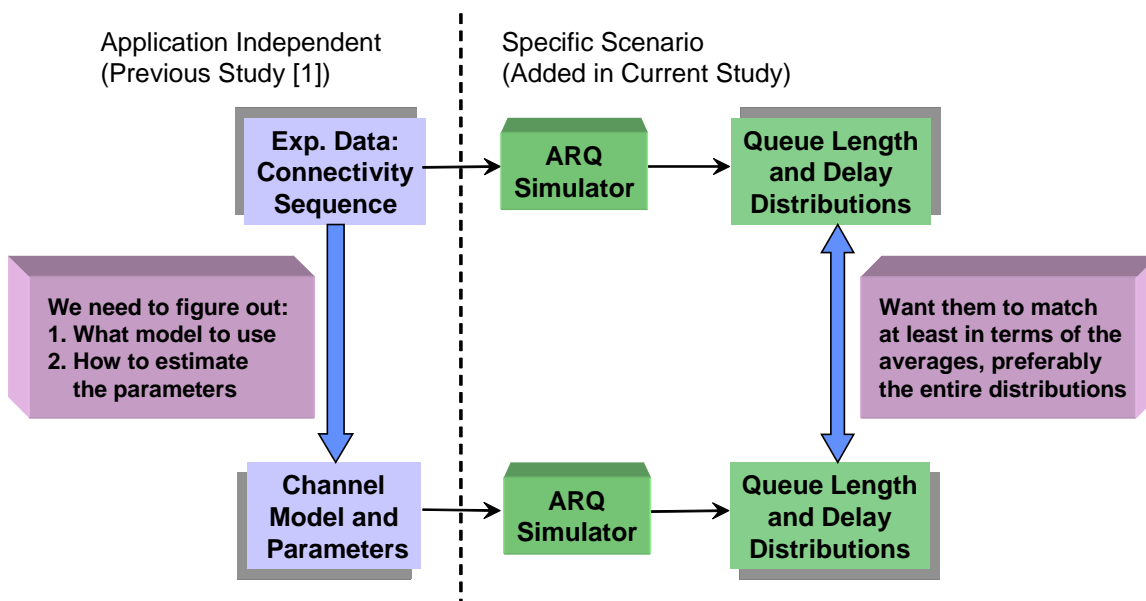 Application Independent
(Previous Study [1])
Specific Scenario
(Added in Current Study)
Exp. Data:
Connectivity
Sequence
ARQ
Simulator
Queue Length
and Delay
Distributions
We need to figure out:
1. What model to use
2. How to estimate
the parameters
Want them to match
at least in terms of the
averages, preferably
the entire distributions
Channel
Model and
Parameters
ARQ
Simulator
Queue Length
and Delay
Distributions